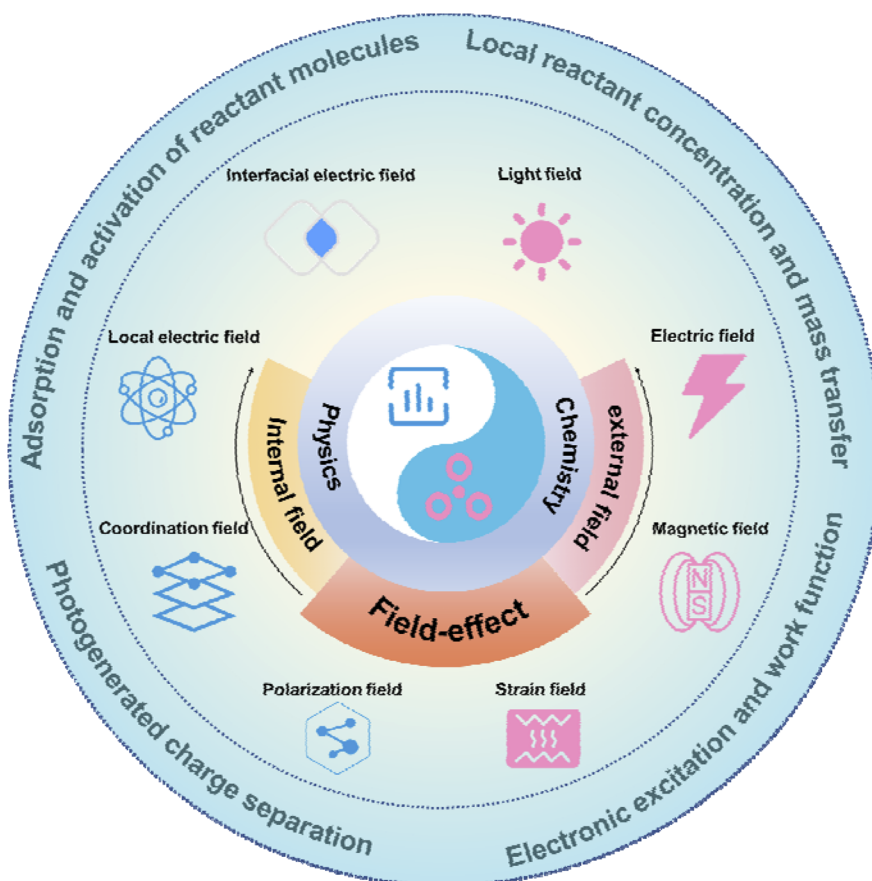 Adsorption and activation of reactant molecules
Local reactant concentration and mass transfer
Interfacial electric field
Light field
Local electric field
Electric field
Physics
Chemistry
Internal field
external field
Coordination field
Magnetic field
N
S
Field-effect
Polarization field
Strain field
Photogenerated charge separation
Electronic excitation and work function